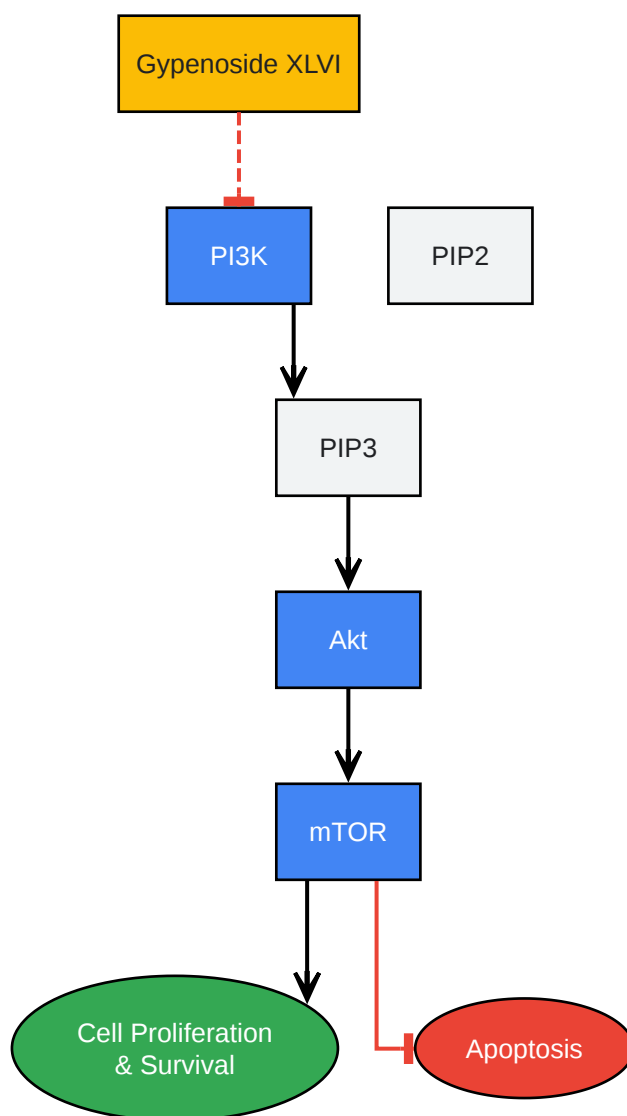 Gypenoside XLVI
PI3K
PIP2
PIP3
Akt
mTOR
Cell Proliferation
& Survival
Apoptosis